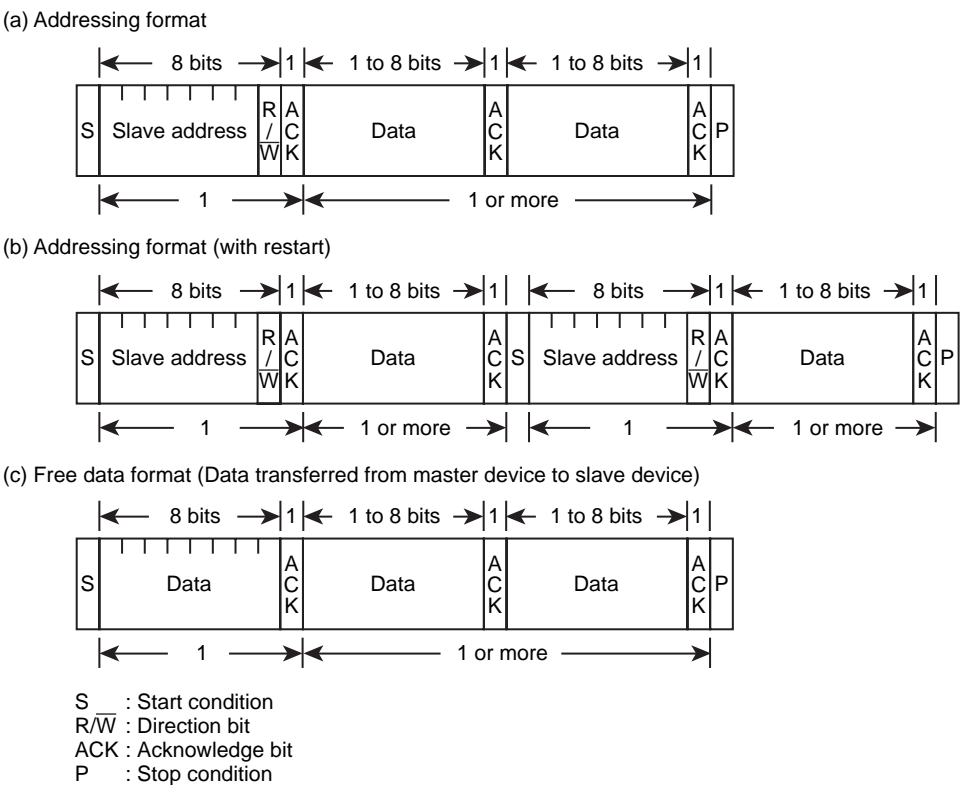 (a) Addressing format
8 bits 1 1 to 8 bits 1 1 to 8 bits 1
S Slave address R/W̅ ACK Data ACK Data ACK P
1 1 or more
(b) Addressing format (with restart)
8 bits 1 1 to 8 bits 1 8 bits 1 1 to 8 bits 1
S Slave address R/W̅ ACK Data ACK S Slave address R/W̅ ACK Data ACK P
1 1 or more 1 1 or more
(c) Free data format (Data transferred from master device to slave device)
8 bits 1 1 to 8 bits 1 1 to 8 bits 1
S Data ACK Data ACK Data ACK P
1 1 or more
S : Start condition
R/W̅ : Direction bit
ACK : Acknowledge bit
P : Stop condition